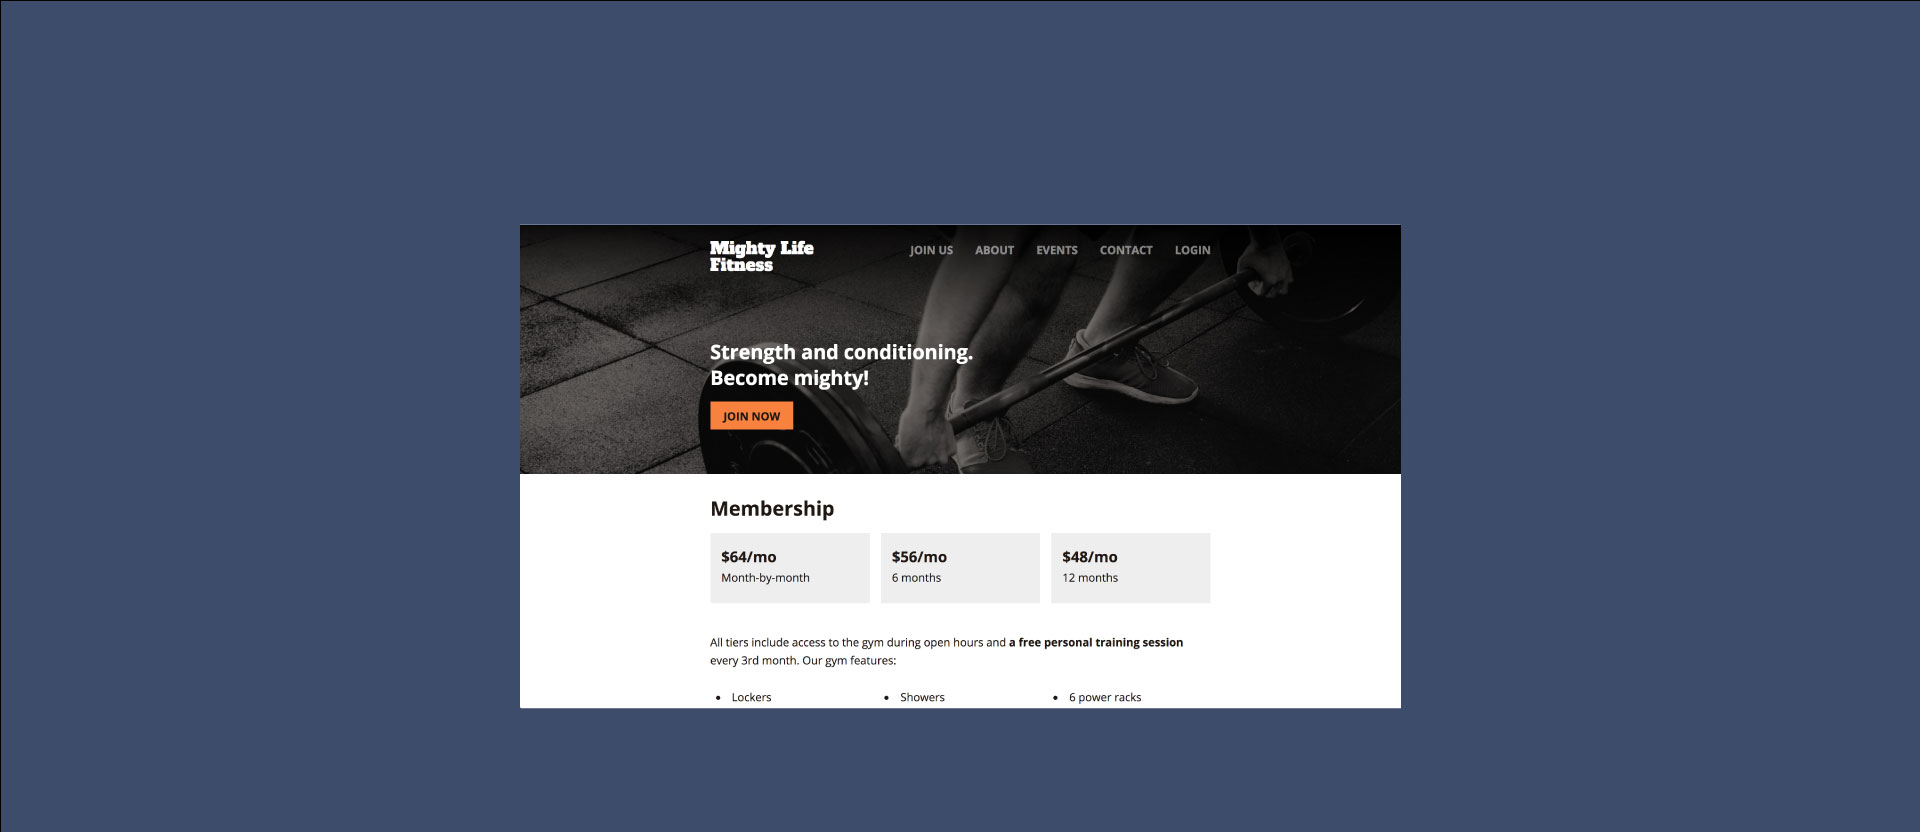 Mighty Life
Fitness
JOIN US ABOUT EVENTS CONTACT LOGIN
Strength and conditioning.
Become mighty!
JOIN NOW
Membership
$64/mo
Month-by-month
$56/mo
6 months
$48/mo
12 months
All tiers include access to the gym during open hours and a free personal training session
every 3rd month. Our gym features:
• Lockers
• Showers
• 6 power racks